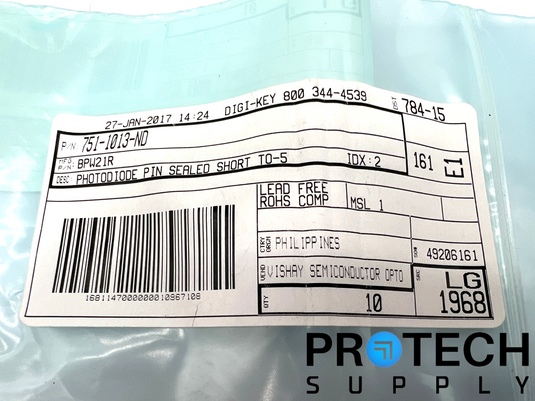 27-JAN-2017 14:24 DIGI-KEY 800 344-4539
784-15
P/N 751-1013-ND
MFG. P/N: BPW21R
DESC PHOTODIODE PIN SEALED SHORT TO-5 IDX:2
161 E1
LEAD FREE
ROHS COMP
MSL 1
CTRY ORGN PHILIPPINES
49206161
VEND VISHAY SEMICONDUCTOR OPTO
QTY 10
LG
1968
1681147000000010867108
PROTECH
SUPPLY